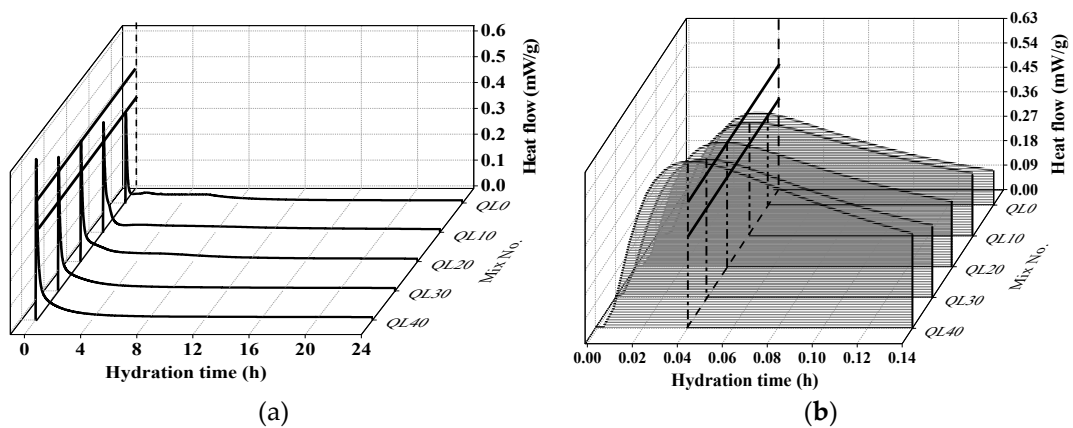 0.6
0.5
0.4
0.3
0.2
0.1
0.0
Heat flow (mW/g)
QL0
QL10
QL20
QL30
QL40
Mix No.
0 4 8 12 16 20 24
Hydration time (h)
(a)
0.63
0.54
0.45
0.36
0.27
0.18
0.09
0.00
Heat flow (mW/g)
QL0
QL10
QL20
QL30
QL40
Mix No.
0.00 0.02 0.04 0.06 0.08 0.10 0.12 0.14
Hydration time (h)
(b)